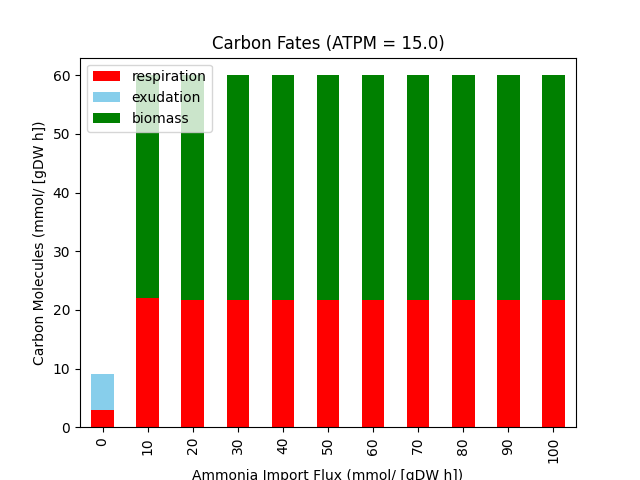 Carbon Fates (ATPM = 15.0)
respiration
exudation
biomass
Carbon Molecules (mmol/ [gDW h])
60
50
40
30
20
10
0
0 10 20 30 40 50 60 70 80 90 100
Ammonia Import Flux (mmol/ [gDW h])